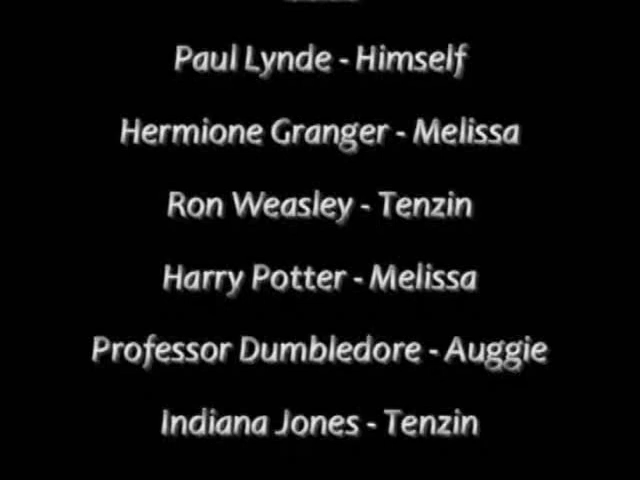 Paul Lynde - Himself
Hermione Granger - Melissa
Ron Weasley - Tenzin
Harry Potter - Melissa
Professor Dumbledore - Auggie
Indiana Jones - Tenzin